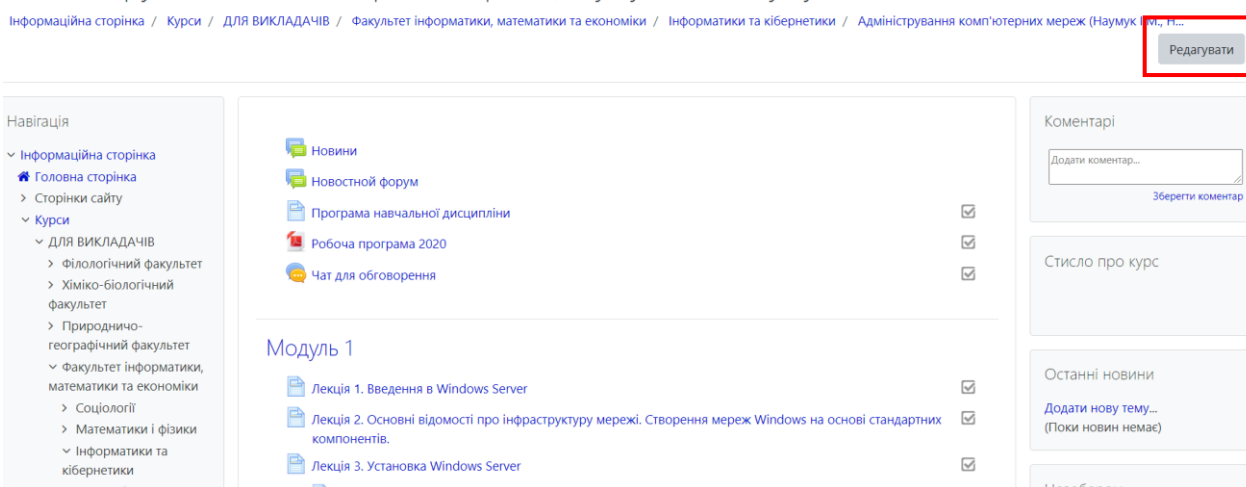 Інформаційна сторінка / Курси / ДЛЯ ВИКЛАДАЧІВ / Факультет інформатики, математики та економіки / Інформатики та кібернетики / Адміністрування комп'ютерних мереж (Наумук І.М., Н...
Редагувати
Навігація
Інформаційна сторінка
Головна сторінка
Сторінки сайту
Курси
ДЛЯ ВИКЛАДАЧІВ
Філологічний факультет
Хіміко-біологічний
факультет
Природничо-
географічний факультет
Факультет інформатики,
математики та економіки
Соціології
Математики і фізики
Інформатики та
кібернетики
Новини
Новостной форум
Програма навчальної дисципліни
Робоча програма 2020
Чат для обговорення
Модуль 1
Лекція 1. Введення в Windows Server
Лекція 2. Основні відомості про інфраструктуру мережі. Створення мереж Windows на основі стандартних
компонентів.
Лекція 3. Установка Windows Server
Коментарі
Додати коментар...
Зберегти коментар
Стисло про курс
Останні новини
Додати нову тему...
(Поки новин немає)